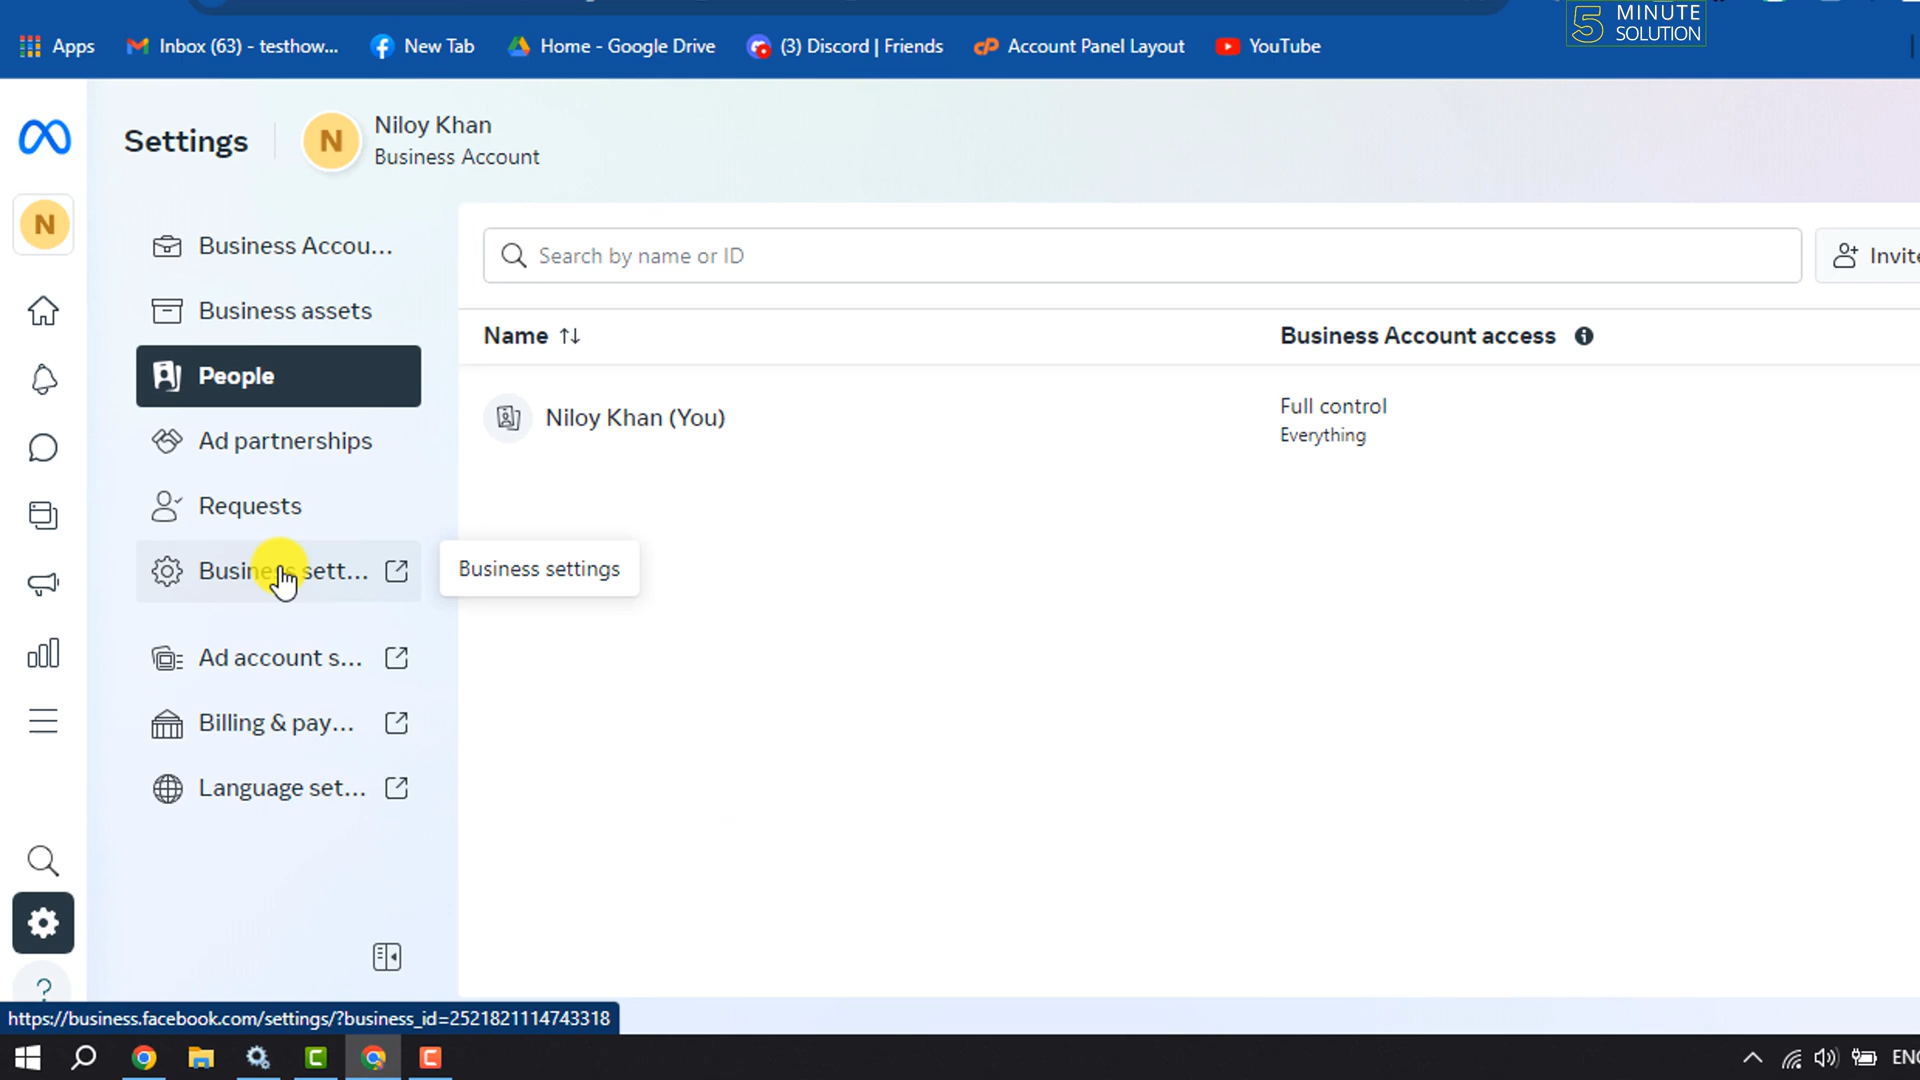 5 MINUTE
SOLUTION
Apps
Inbox (63) - testhow...
New Tab
Home - Google Drive
(3) Discord | Friends
Account Panel Layout
YouTube
Settings
N
Niloy Khan
Business Account
N
Business Accou...
Business assets
People
Ad partnerships
Requests
Business sett...
Business settings
Ad account s...
Billing & pay...
Language set...
Search by name or ID
Invite
Name
Business Account access
Niloy Khan (You)
Full control
Everything
https://business.facebook.com/settings/?business_id=2521821114743318
ENG